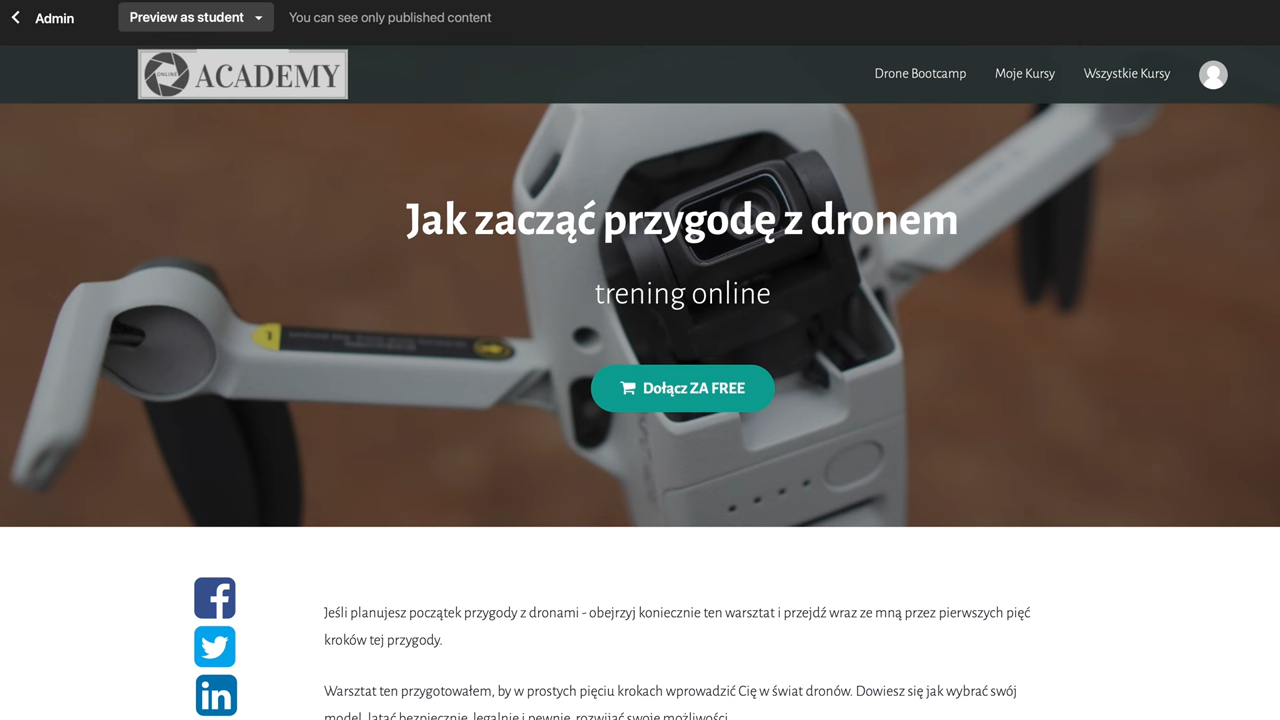 Admin
Preview as student
You can see only published content
ONLINE
ACADEMY
Drone Bootcamp
Moje Kursy
Wszystkie Kursy
Jak zacząć przygodę z dronem
trening online
Dołącz ZA FREE
Jeśli planujesz początek przygody z dronami - obejrzyj koniecznie ten warsztat i przejdź wraz ze mną przez pierwszych pięć
kroków tej przygody.
Warsztat ten przygotowałem, by w prostych pięciu krokach wprowadzić Cię w świat dronów. Dowiesz się jak wybrać swój
model, latać bezpiecznie, legalnie i pewnie, rozwijać swoje możliwości.